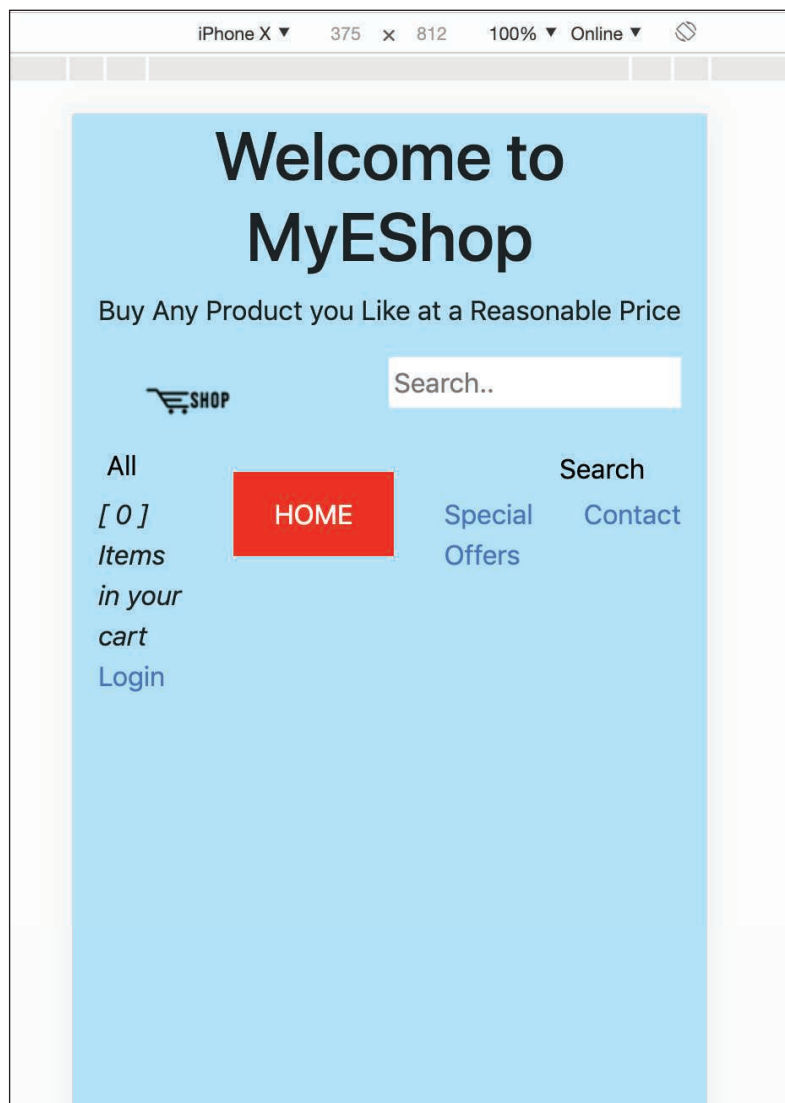 iPhone X ▼ 375 × 812 100% ▼ Online ▼
Welcome to
MyEShop
Buy Any Product you Like at a Reasonable Price
SHOP
Search..
All
Search
[ 0 ]
Items
in your
cart
HOME
Special
Offers
Contact
Login